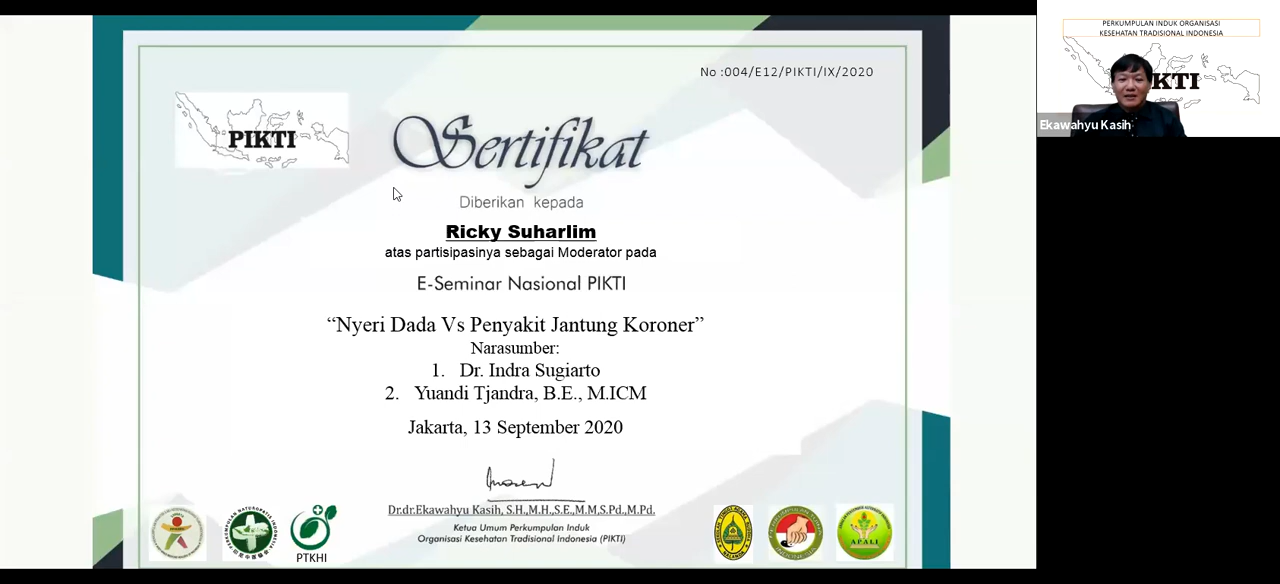 No :004/E12/PIKTI/IX/2020
PIKTI
Sertifikat
Diberikan kepada
Ricky Suharlim
atas partisipasinya sebagai Moderator pada
E-Seminar Nasional PIKTI
“Nyeri Dada Vs Penyakit Jantung Koroner”
Narasumber:
1. Dr. Indra Sugiarto
2. Yuandi Tjandra, B.E., M.ICM
Jakarta, 13 September 2020
Dr.dr.Ekawahyu Kasih, S.H.,M.H.,S.E.,M.M,S.Pd.,M.Pd.
Ketua Umum Perkumpulan Induk
Organisasi Kesehatan Tradisional Indonesia (PIKTI)
PTKHI
APALI
PERKUMPULAN INDUK ORGANISASI
KESEHATAN TRADISIONAL INDONESIA
KTI
Ekawahyu Kasih